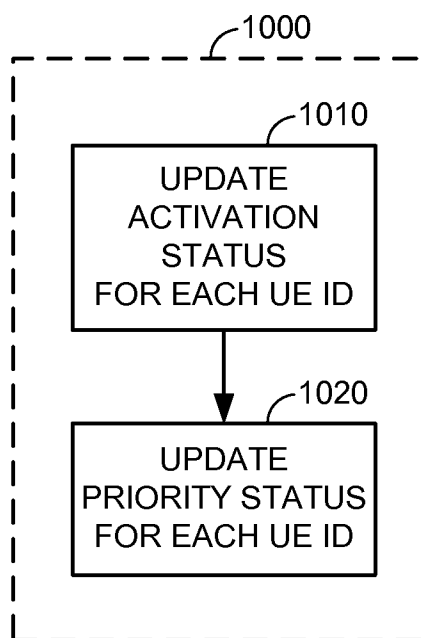 1000
1010
UPDATE
ACTIVATION
STATUS
FOR EACH UE ID
1020
UPDATE
PRIORITY STATUS
FOR EACH UE ID